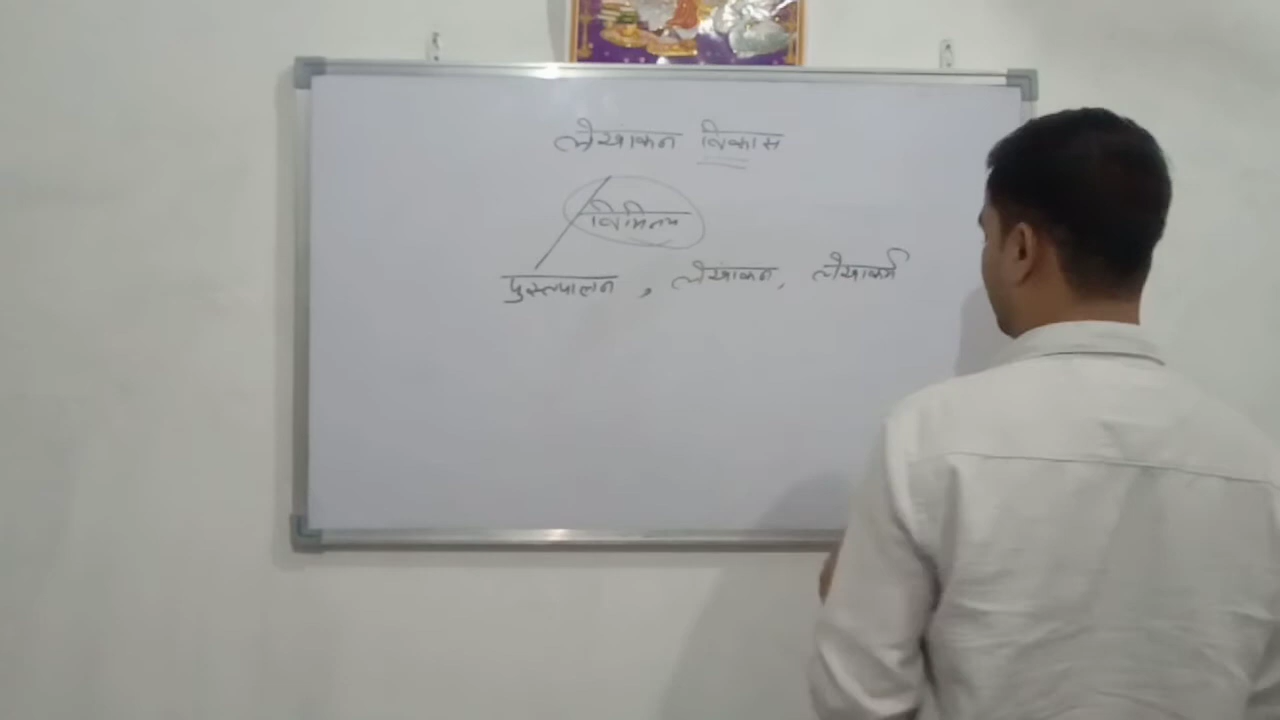 लेखाकन विकास
विनिमय
पुस्तपालन, लेखाकन, लेखाकर्म